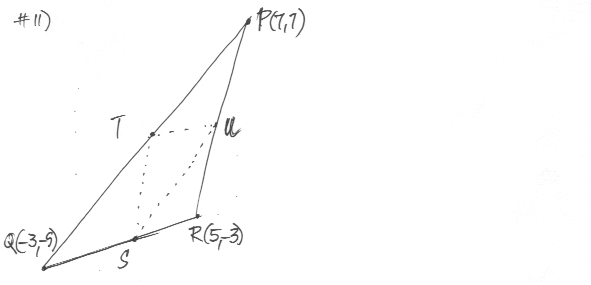 #11)
P(7,7)
T
U
Q(-3,-5)
R(5,-3)
S